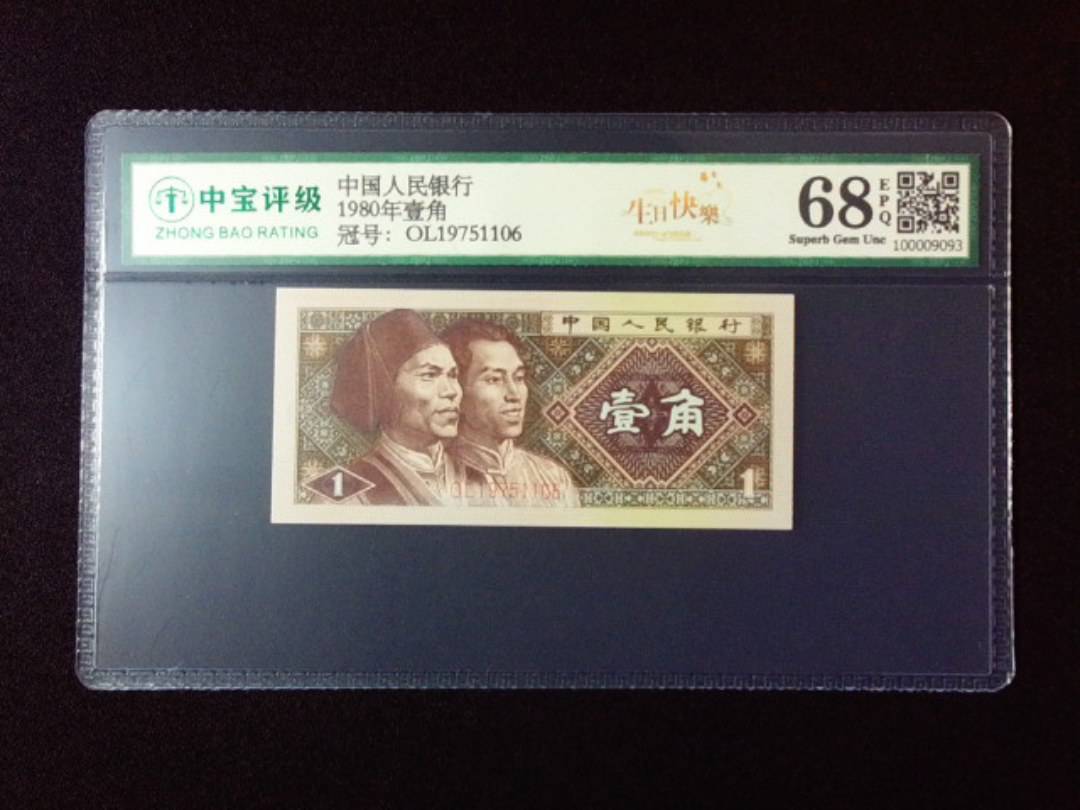 中宝评级
ZHONG BAO RATING
中国人民银行
1980年壹角
冠号：OL19751106
生日快樂
68
EPQ
Superb Gem Unc
100009093
中国人民银行
壹角
1
OL19751106
1